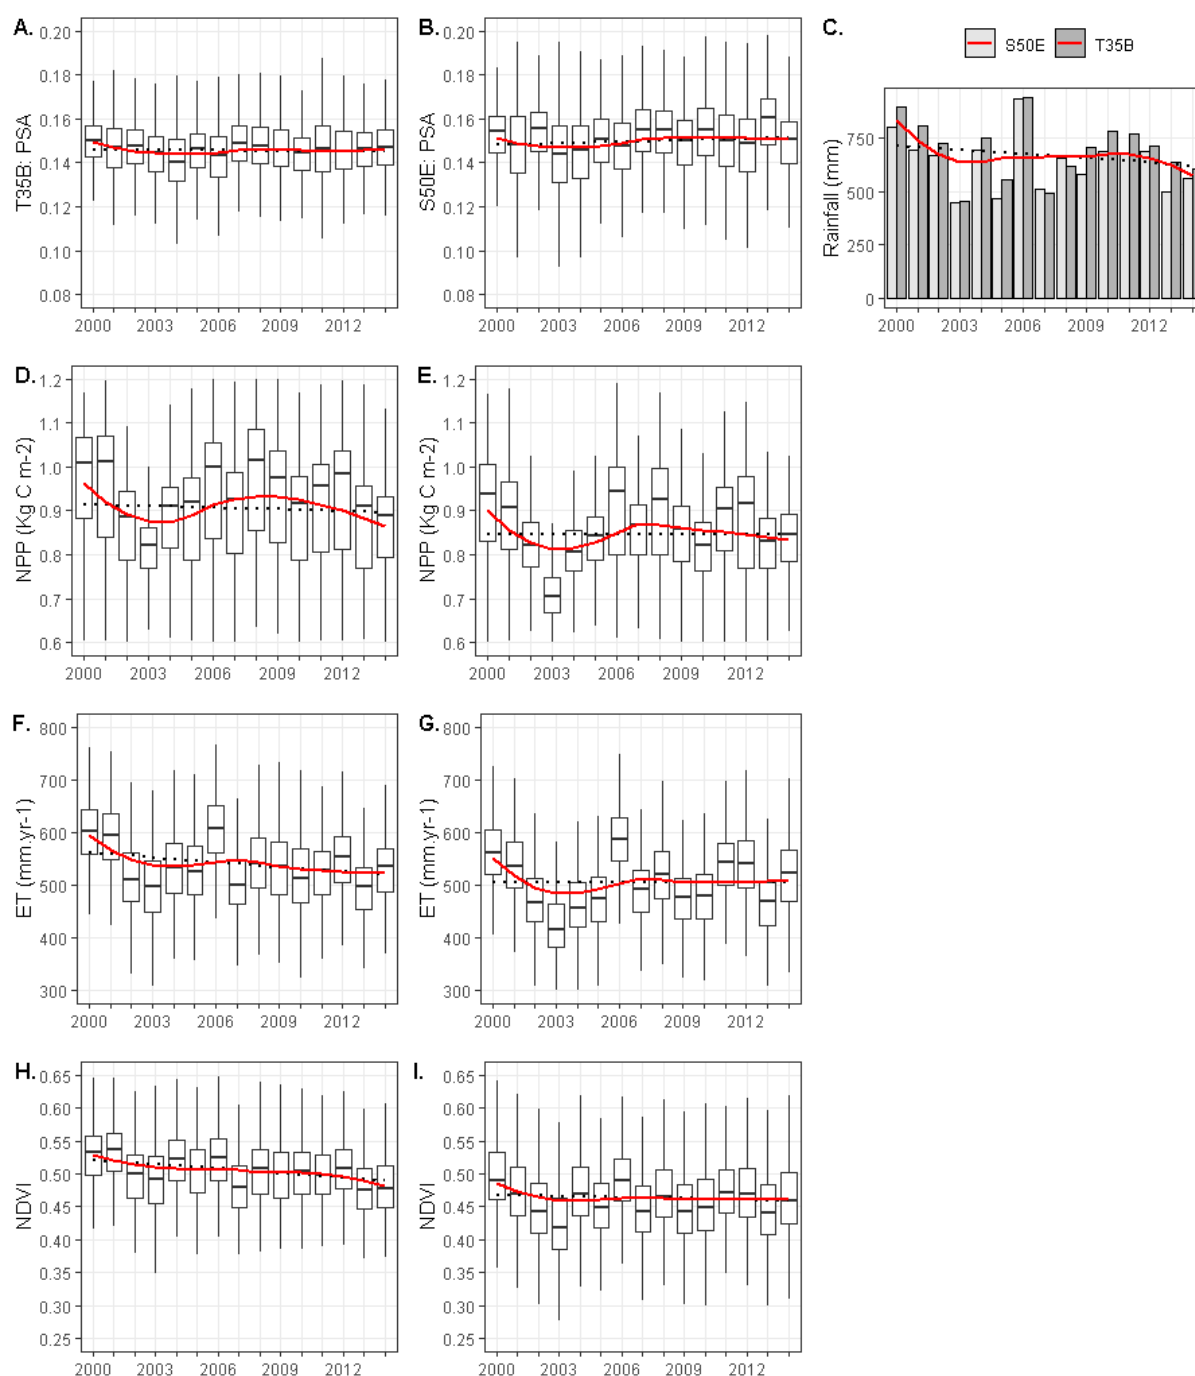 A.
T35B: PSA
0.20
0.18
0.16
0.14
0.12
0.10
0.08
2000 2003 2006 2009 2012
B.
S50E: PSA
0.20
0.18
0.16
0.14
0.12
0.10
0.08
2000 2003 2006 2009 2012
C.
S50E T35B
Rainfall (mm)
750
500
250
0
2000 2003 2006 2009 2012
D.
NPP (Kg C m-2)
1.2
1.1
1.0
0.9
0.8
0.7
0.6
2000 2003 2006 2009 2012
E.
NPP (Kg C m-2)
1.2
1.1
1.0
0.9
0.8
0.7
0.6
2000 2003 2006 2009 2012
F.
ET (mm.yr-1)
800
700
600
500
400
300
2000 2003 2006 2009 2012
G.
ET (mm.yr-1)
800
700
600
500
400
300
2000 2003 2006 2009 2012
H.
NDVI
0.65
0.60
0.55
0.50
0.45
0.40
0.35
0.30
0.25
2000 2003 2006 2009 2012
I.
NDVI
0.65
0.60
0.55
0.50
0.45
0.40
0.35
0.30
0.25
2000 2003 2006 2009 2012